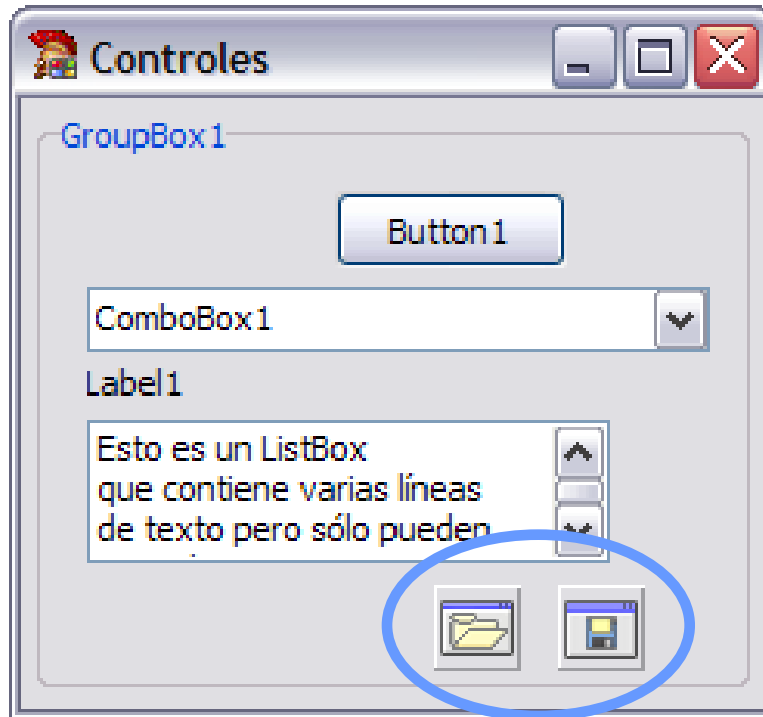 Controles
GroupBox1
Button1
ComboBox1
Label1
Esto es un ListBox
que contiene varias líneas
de texto pero sólo pueden